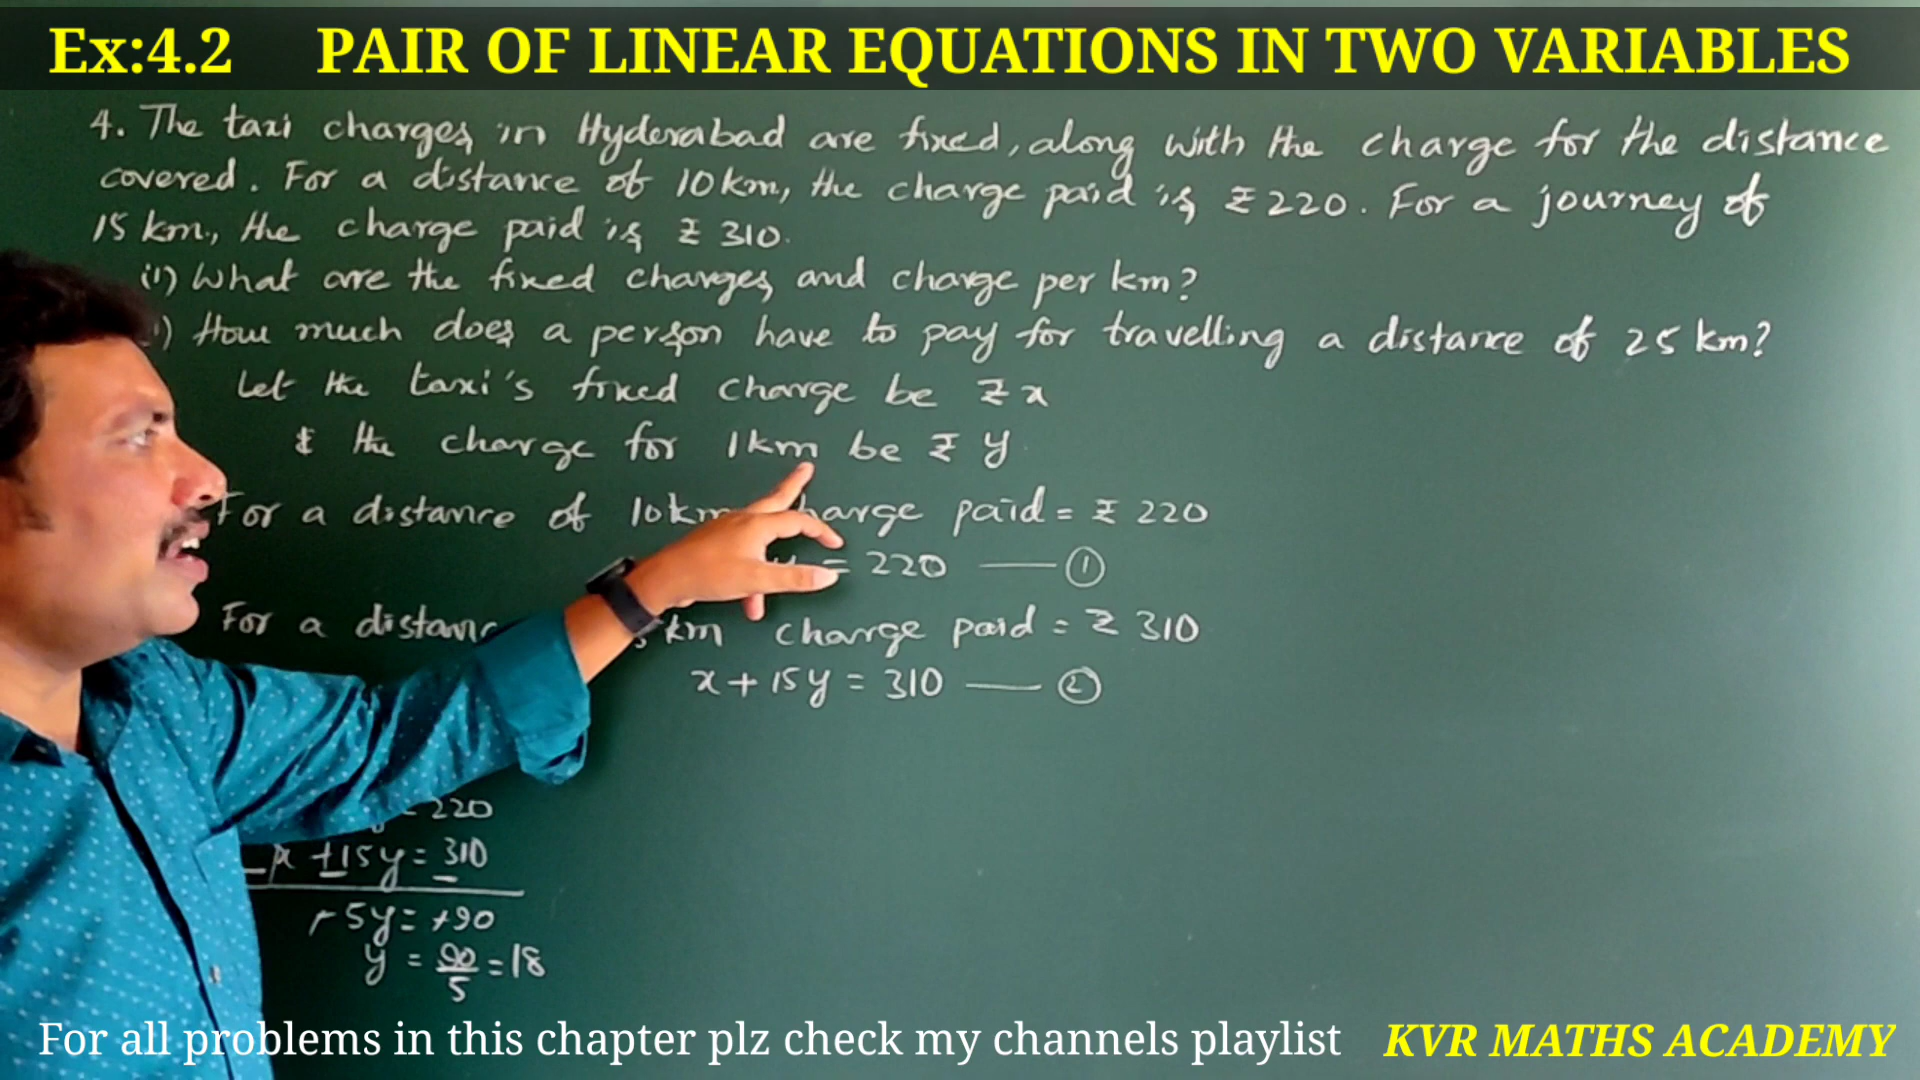 Ex:4.2 PAIR OF LINEAR EQUATIONS IN TWO VARIABLES
4. The taxi charges in Hyderabad are fixed, along with the charge for the distance
covered. For a distance of 10 km, the charge paid is ₹ 220. For a journey of
15 km., the charge paid is ₹ 310.
(i) What are the fixed charges and charge per km?
) How much does a person have to pay for travelling a distance of 25 km?
Let the taxi's fixed charge be ₹ x
& the charge for 1km be ₹ y
For a distance of 10km charge paid = ₹ 220
y = 220 —— ①
For a distance km charge paid = ₹ 310
x + 15y = 310 —— ②
= 220
x + 15y = 310
- 5y = + 90
y = 90/5 = 18
For all problems in this chapter plz check my channels playlist KVR MATHS ACADEMY